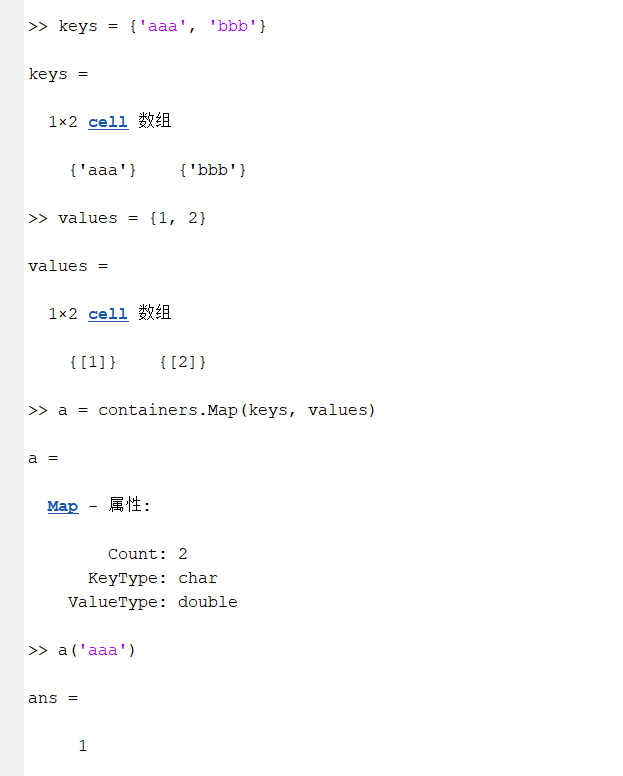 >> keys = {'aaa', 'bbb'}
keys =
1×2 cell 数组
{'aaa'}    {'bbb'}
>> values = {1, 2}
values =
1×2 cell 数组
{[1]}    {[2]}
>> a = containers.Map(keys, values)
a =
Map - 属性:
Count: 2
KeyType: char
ValueType: double
>> a('aaa')
ans =
1